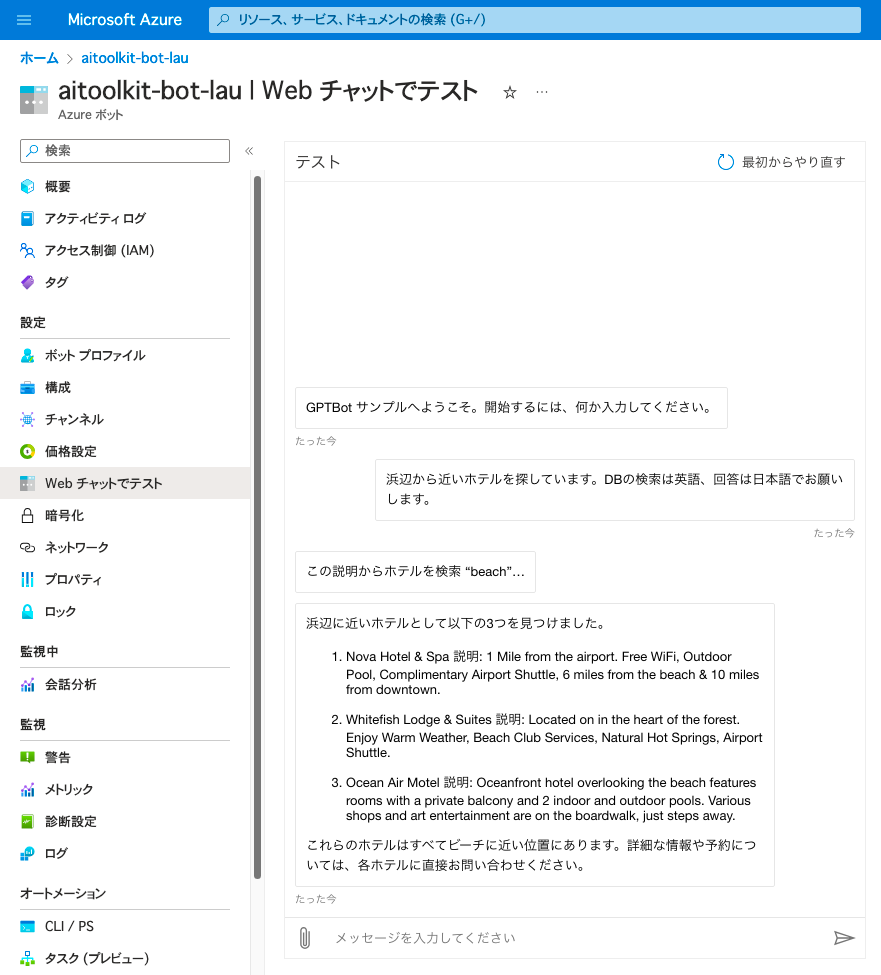 Microsoft Azure
リソース、サービス、ドキュメントの検索 (G+/)
ホーム > aitoolkit-bot-lau
aitoolkit-bot-lau | Web チャットでテスト
Azure ボット
検索
概要
アクティビティ ログ
アクセス制御 (IAM)
タグ
設定
ボット プロファイル
構成
チャンネル
価格設定
Web チャットでテスト
暗号化
ネットワーク
プロパティ
ロック
監視中
会話分析
監視
警告
メトリック
診断設定
ログ
オートメーション
CLI / PS
タスク (プレビュー)
テスト
最初からやり直す
GPTBot サンプルへようこそ。開始するには、何か入力してください。
たった今
浜辺から近いホテルを探しています。DBの検索は英語、回答は日本語でお願い
します。
たった今
この説明からホテルを検索 “beach”...
浜辺に近いホテルとして以下の3つを見つけました。
1. Nova Hotel & Spa 説明: 1 Mile from the airport. Free WiFi, Outdoor
Pool, Complimentary Airport Shuttle, 6 miles from the beach & 10 miles
from downtown.
2. Whitefish Lodge & Suites 説明: Located on in the heart of the forest.
Enjoy Warm Weather, Beach Club Services, Natural Hot Springs, Airport
Shuttle.
3. Ocean Air Motel 説明: Oceanfront hotel overlooking the beach features
rooms with a private balcony and 2 indoor and outdoor pools. Various
shops and art entertainment are on the boardwalk, just steps away.
これらのホテルはすべてビーチに近い位置にあります。詳細な情報や予約につ
いては、各ホテルに直接お問い合わせください。
たった今
メッセージを入力してください